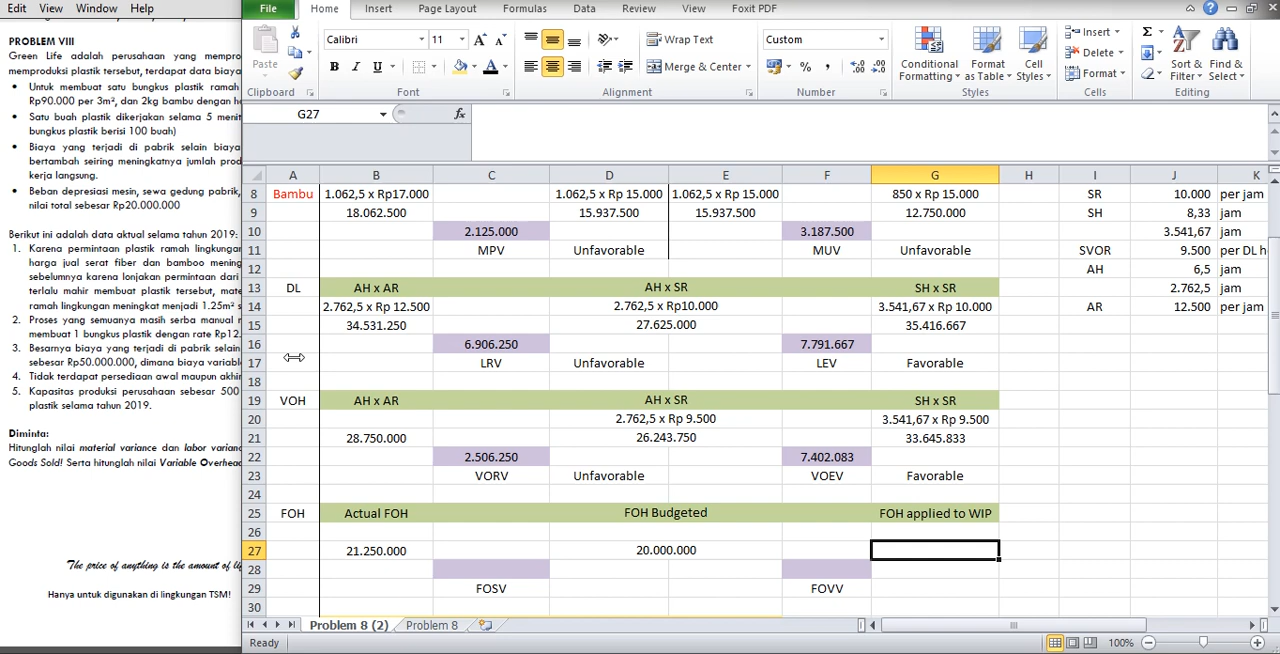 Edit View Window Help
PROBLEM VIII
Green Life adalah perusahaan yang mempro
memproduksi plastik tersebut, terdapat data biaya
• Untuk membuat satu bungkus plastik ramah
Rp90.000 per 3m², dan 2kg bambu dengan ha
• Satu buah plastik dikerjakan selama 5 menit
bungkus plastik berisi 100 buah)
• Biaya yang terjadi di pabrik selain biaya
bertambah seiring meningkatnya jumlah prod
kerja langsung.
• Beban depresiasi mesin, sewa gedung pabrik,
nilai total sebesar Rp20.000.000
Berikut ini adalah data aktual selama tahun 2019:
1. Karena permintaan plastik ramah lingkungan
harga jual serat fiber dan bamboo mening
sebelumnya karena lonjakan permintaan dari
terlalu mahir membuat plastik tersebut, mate
ramah lingkungan meningkat menjadi 1.25m² s
2. Proses yang semuanya masih serba manual
membuat 1 bungkus plastik dengan rate Rp12.
3. Besarnya biaya yang terjadi di pabrik selain
sebesar Rp50.000.000, dimana biaya variabl
4. Tidak terdapat persediaan awal maupun akhir
5. Kapasitas produksi perusahaan sebesar 500
plastik selama tahun 2019.
Diminta:
Hitunglah nilai material variance dan labor varianc
Goods Sold! Serta hitunglah nilai Variable Overhea
The price of anything is the amount of li
Hanya untuk digunakan di lingkungan TSM!
File Home Insert Page Layout Formulas Data Review View Foxit PDF
Calibri 11 A A Wrap Text Custom Conditional Formatting Format as Table Cell Styles Insert Delete Format Σ Sort & Filter Find & Select
Paste B I U A Merge & Center % ,
Clipboard Font Alignment Number Styles Cells Editing
G27 fx
A B C D E F G H I J K
8 Bambu 1.062,5 x Rp17.000 1.062,5 x Rp 15.000 1.062,5 x Rp 15.000 850 x Rp 15.000 SR 10.000 per jam
9 18.062.500 15.937.500 15.937.500 12.750.000 SH 8,33 jam
10 2.125.000 3.187.500 3.541,67 jam
11 MPV Unfavorable MUV Unfavorable SVOR 9.500 per DL h
12 AH 6,5 jam
13 DL AH x AR AH x SR SH x SR 2.762,5 jam
14 2.762,5 x Rp 12.500 2.762,5 x Rp10.000 3.541,67 x Rp 10.000 AR 12.500 per jam
15 34.531.250 27.625.000 35.416.667
16 6.906.250 7.791.667
17 LRV Unfavorable LEV Favorable
18
19 VOH AH x AR AH x SR SH x SR
20 2.762,5 x Rp 9.500 3.541,67 x Rp 9.500
21 28.750.000 26.243.750 33.645.833
22 2.506.250 7.402.083
23 VORV Unfavorable VOEV Favorable
24
25 FOH Actual FOH FOH Budgeted FOH applied to WIP
26
27 21.250.000 20.000.000
28
29 FOSV FOVV
30
Problem 8 (2) Problem 8
Ready 100%